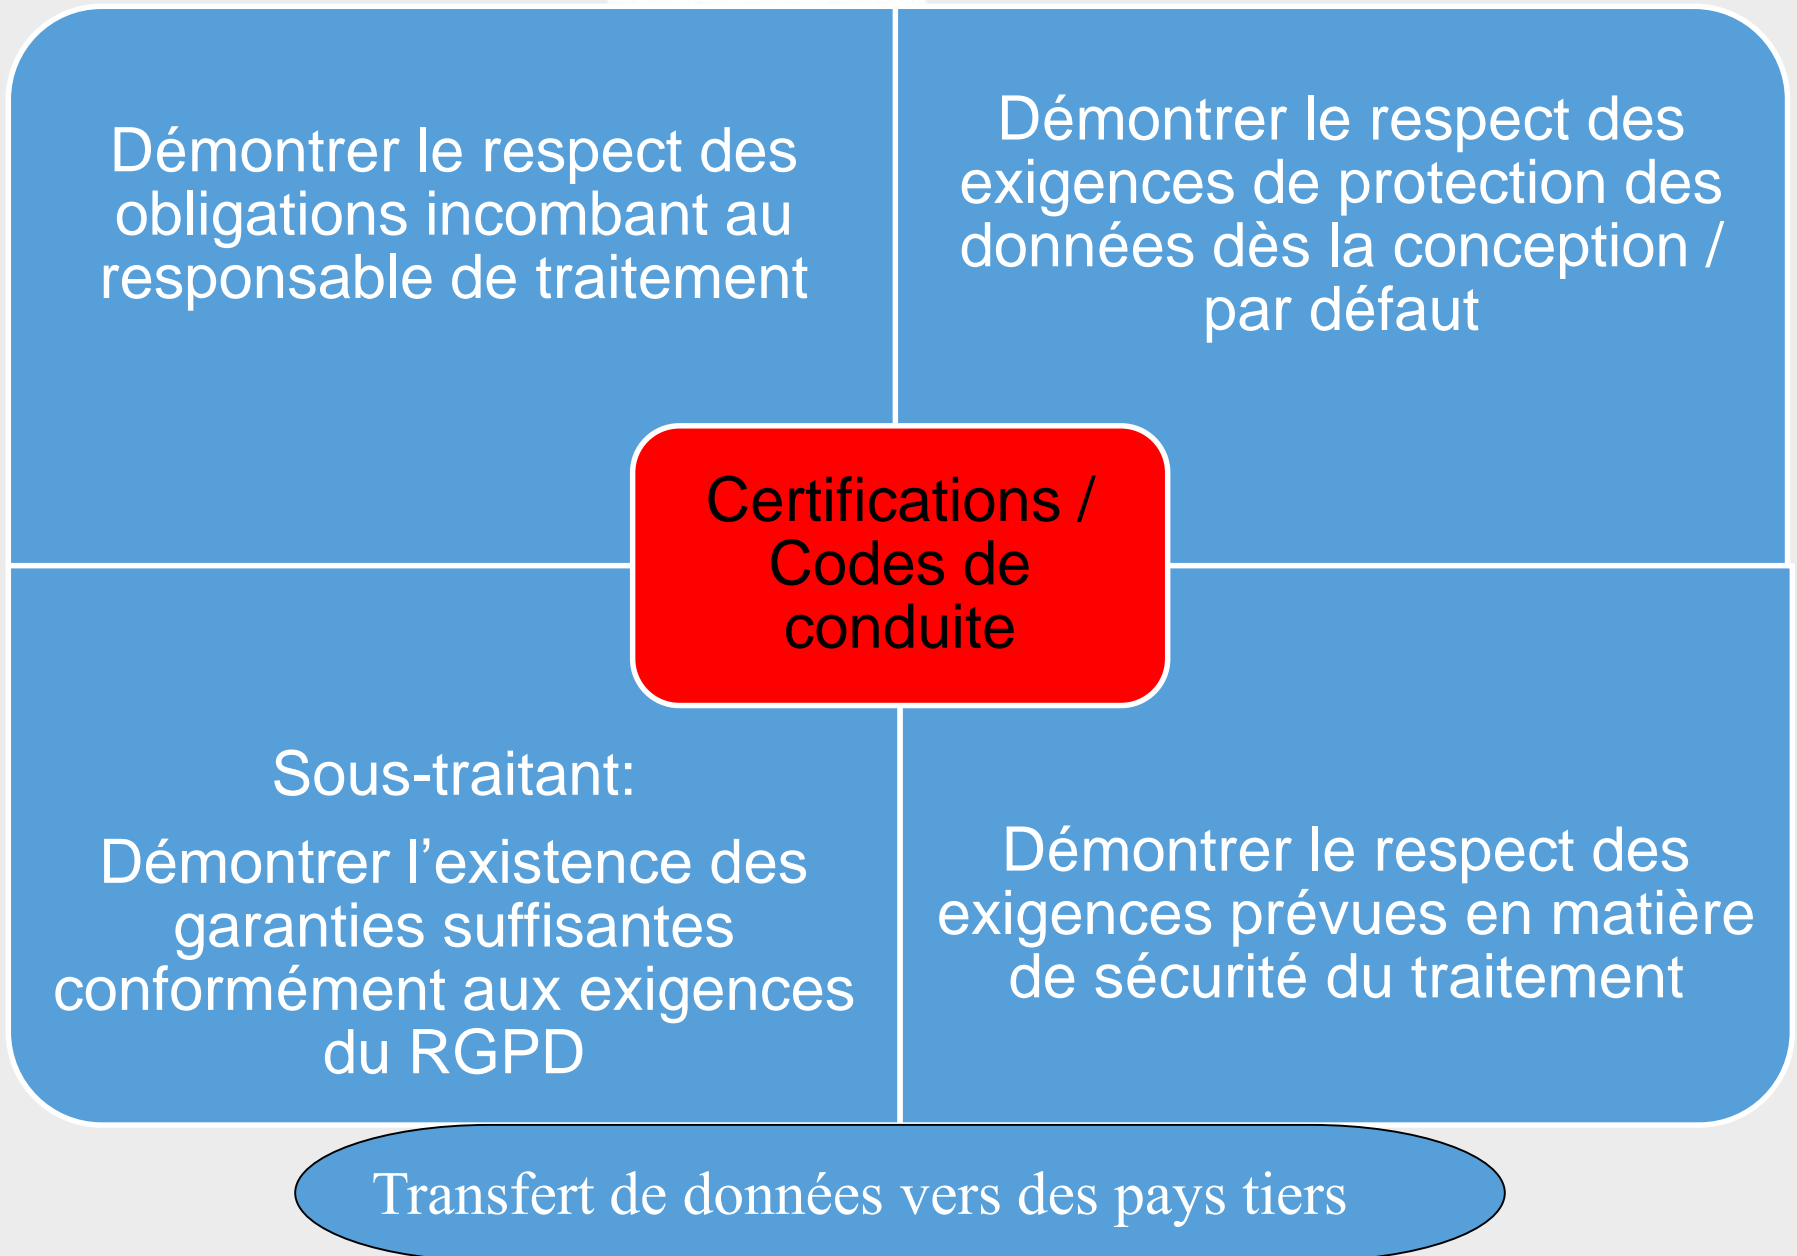 Démontrer le respect des
obligations incombant au
responsable de traitement
Démontrer le respect des
exigences de protection des
données dès la conception /
par défaut
Certifications /
Codes de
conduite
Sous-traitant:
Démontrer l’existence des
garanties suffisantes
conformément aux exigences
du RGPD
Démontrer le respect des
exigences prévues en matière
de sécurité du traitement
Transfert de données vers des pays tiers